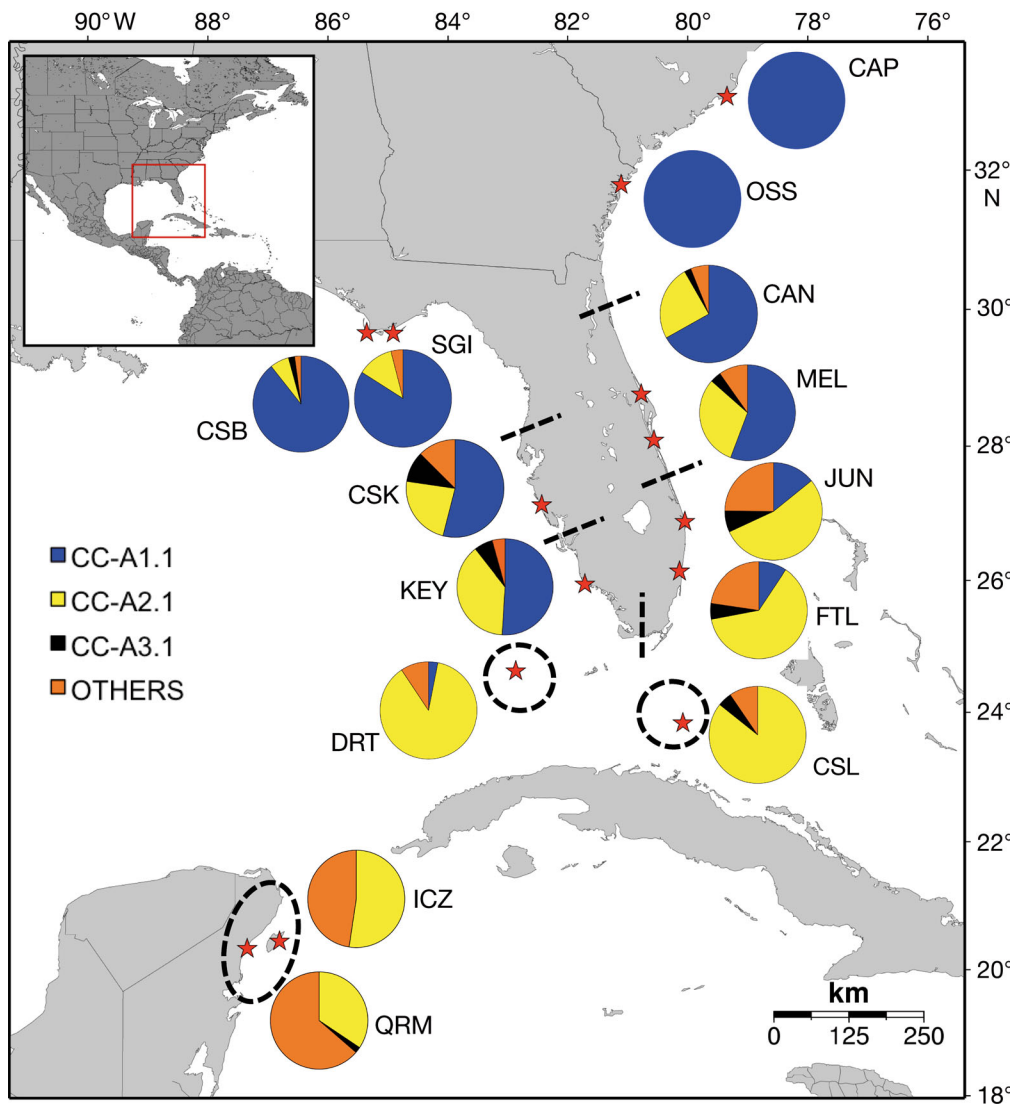 90°W 88° 86° 84° 82° 80° 78° 76°
CAP
32°
N
OSS
30°
CAN
SGI
MEL
CSB
28°
CSK
JUN
CC-A1.1
KEY
26°
CC-A2.1
FTL
CC-A3.1
OTHERS
24°
DRT
CSL
22°
ICZ
20°
km
QRM
0 125 250
18°